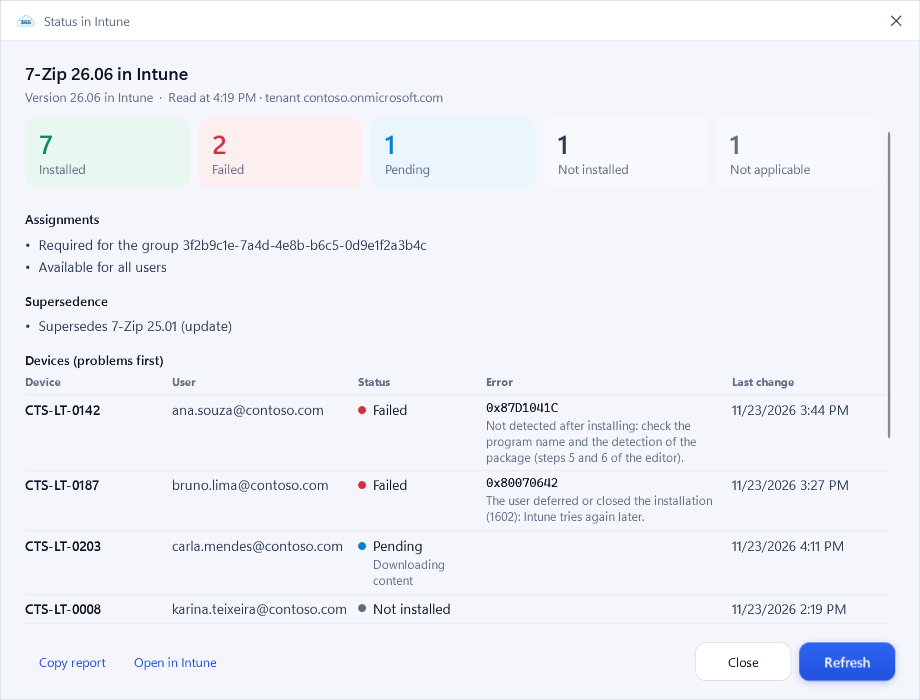 365
Status in Intune
7-Zip 26.06 in Intune
Version 26.06 in Intune · Read at 4:19 PM · tenant contoso.onmicrosoft.com
7
Installed
2
Failed
1
Pending
1
Not installed
1
Not applicable
Assignments
• Required for the group 3f2b9c1e-7a4d-4e8b-b6c5-0d9e1f2a3b4c
• Available for all users
Supersedence
• Supersedes 7-Zip 25.01 (update)
Devices (problems first)
Device User Status Error Last change
CTS-LT-0142 ana.souza@contoso.com Failed 0x87D1041C 11/23/2026 3:44 PM
Not detected after installing: check the
program name and the detection of the
package (steps 5 and 6 of the editor).
CTS-LT-0187 bruno.lima@contoso.com Failed 0x80070642 11/23/2026 3:27 PM
The user deferred or closed the installation
(1602): Intune tries again later.
CTS-LT-0203 carla.mendes@contoso.com Pending 11/23/2026 4:11 PM
Downloading
content
CTS-LT-0008 karina.teixeira@contoso.com Not installed 11/23/2026 2:19 PM
Copy report Open in Intune Close Refresh